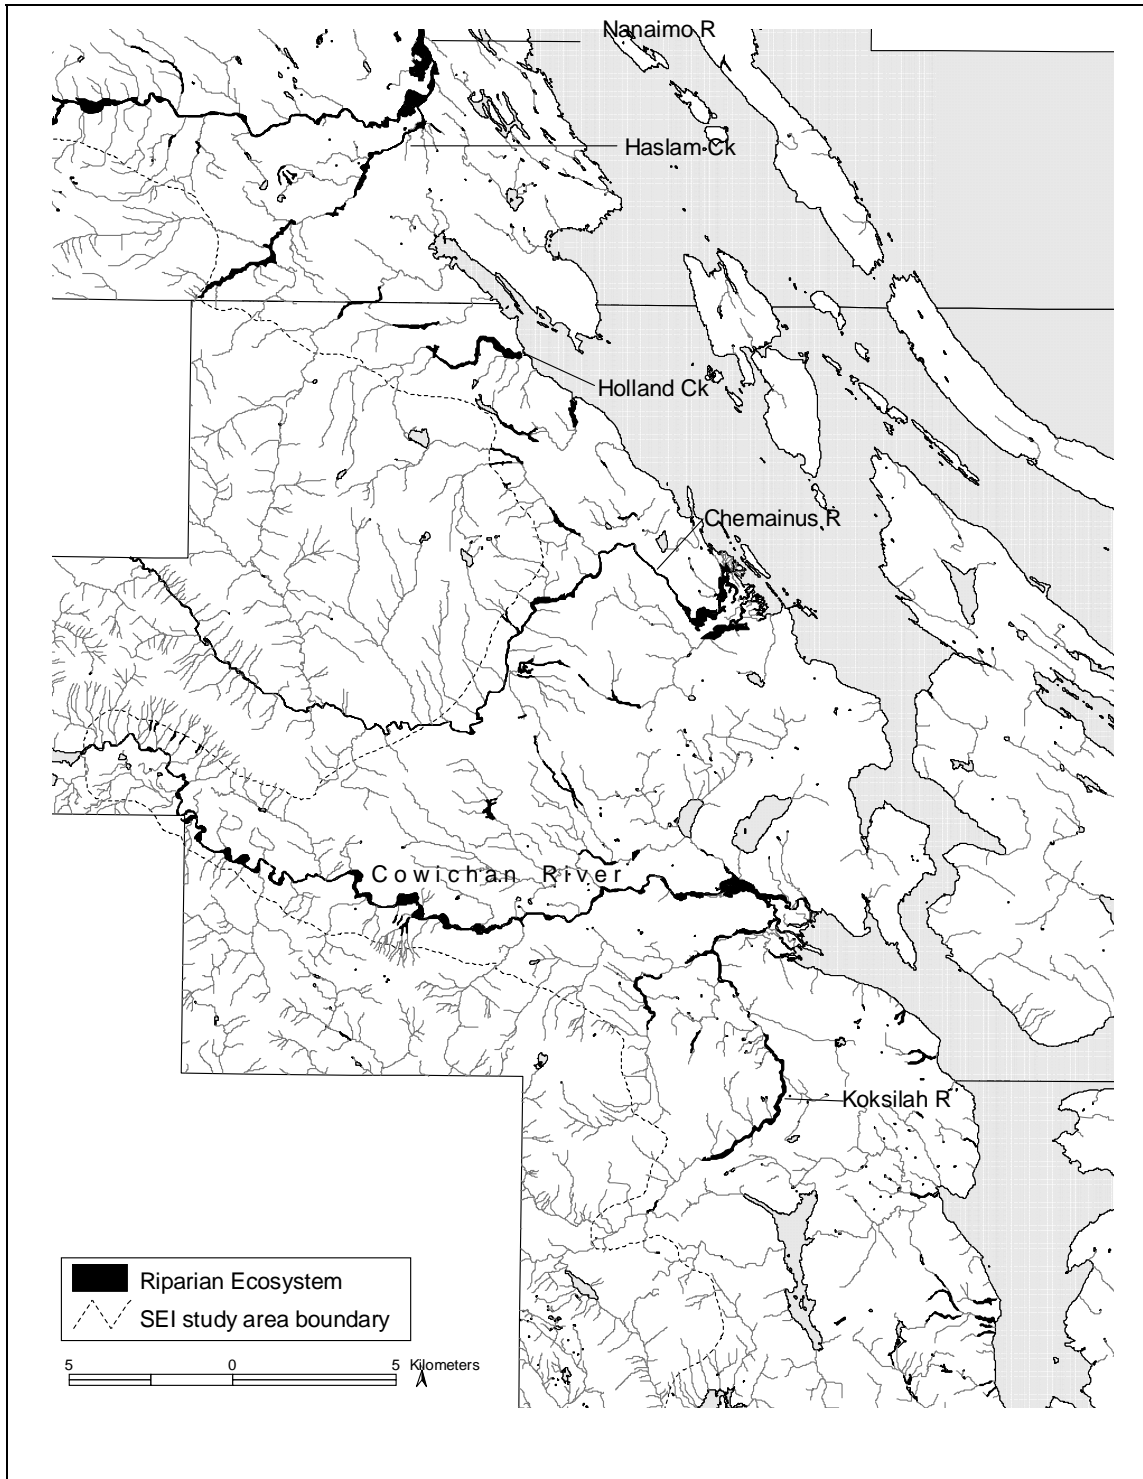 Nanaimo R
Haslam Ck
Holland Ck
Chemainus R
Cowichan River
Koksilah R
Riparian Ecosystem
SEI study area boundary
5 0 5 Kilometers